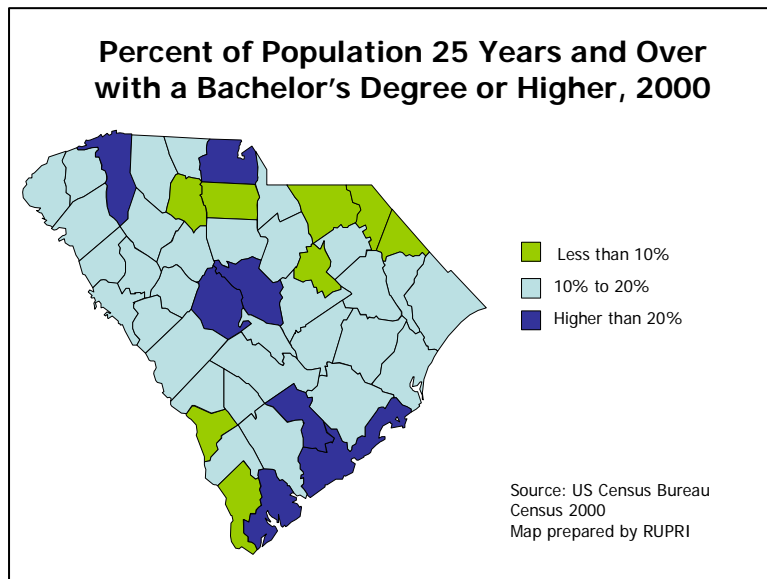 Percent of Population 25 Years and Over
with a Bachelor's Degree or Higher, 2000
Less than 10%
10% to 20%
Higher than 20%
Source: US Census Bureau
Census 2000
Map prepared by RUPRI